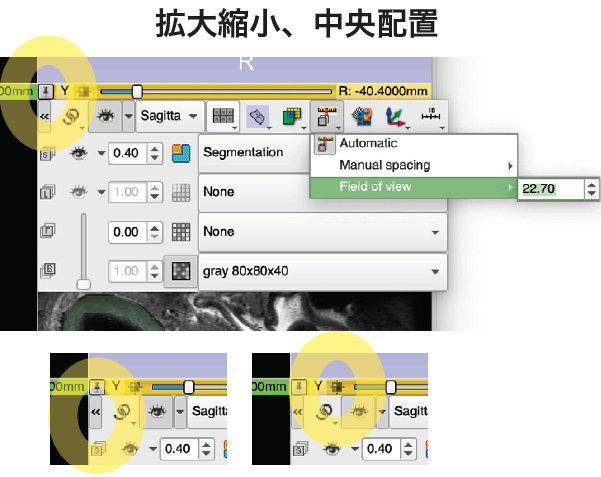 拡大縮小、中央配置
R
00mm Y R: -40.4000mm
« Sagitta
S 0.40 Segmentation
Automatic
Manual spacing
Field of view 22.70
L 1.00 None
F 0.00 None
B 1.00 gray 80x80x40
00mm Y
« Sagitta
S 0.40
00mm Y
« Sagitta
S 0.40